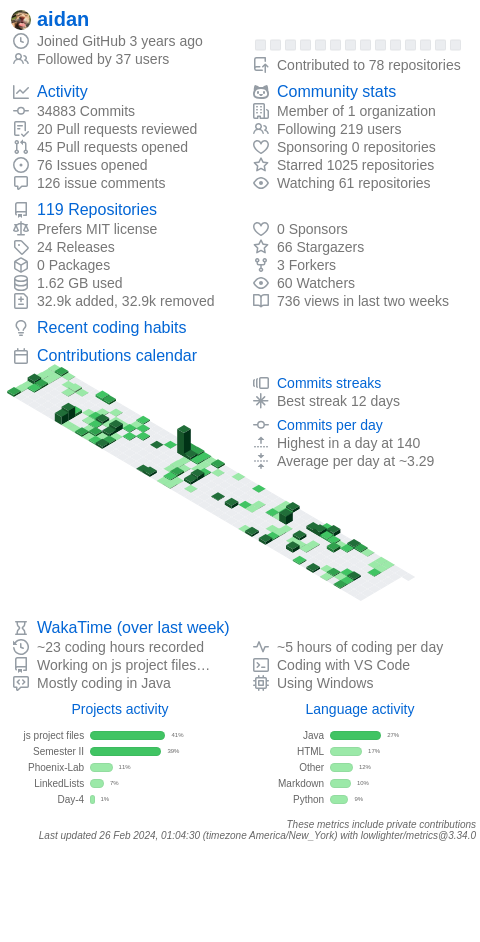 aidan
Joined GitHub 3 years ago
Followed by 37 users
Contributed to 78 repositories
Activity
34883 Commits
20 Pull requests reviewed
45 Pull requests opened
76 Issues opened
126 issue comments
Community stats
Member of 1 organization
Following 219 users
Sponsoring 0 repositories
Starred 1025 repositories
Watching 61 repositories
119 Repositories
Prefers MIT license
24 Releases
0 Packages
1.62 GB used
32.9k added, 32.9k removed
0 Sponsors
66 Stargazers
3 Forkers
60 Watchers
736 views in last two weeks
Recent coding habits
Contributions calendar
Commits streaks
Best streak 12 days
Commits per day
Highest in a day at 140
Average per day at ~3.29
WakaTime (over last week)
~23 coding hours recorded
Working on js project files…
Mostly coding in Java
~5 hours of coding per day
Coding with VS Code
Using Windows
Projects activity
js project files 41%
Semester II 39%
Phoenix-Lab 11%
LinkedLists 7%
Day-4 1%
Language activity
Java 27%
HTML 17%
Other 12%
Markdown 10%
Python 9%
These metrics include private contributions
Last updated 26 Feb 2024, 01:04:30 (timezone America/New_York) with lowlighter/metrics@3.34.0